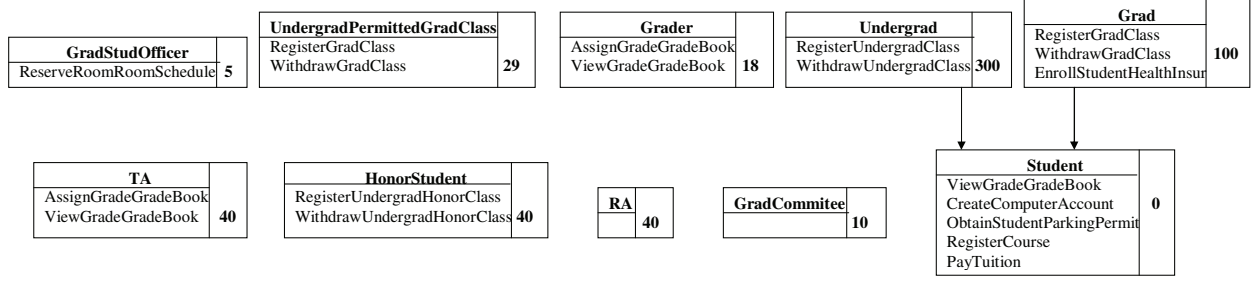 GradStudOfficer
ReserveRoomRoomSchedule 5
UndergradPermittedGradClass
RegisterGradClass
WithdrawGradClass 29
Grader
AssignGradeGradeBook
ViewGradeGradeBook 18
Undergrad
RegisterUndergradClass
WithdrawUndergradClass 300
Grad
RegisterGradClass
WithdrawGradClass 100
EnrollStudentHealthInsur
TA
AssignGradeGradeBook
ViewGradeGradeBook 40
HonorStudent
RegisterUndergradHonorClass
WithdrawUndergradHonorClass 40
RA
40
GradCommitee
10
Student
ViewGradeGradeBook
CreateComputerAccount 0
ObtainStudentParkingPermit
RegisterCourse
PayTuition